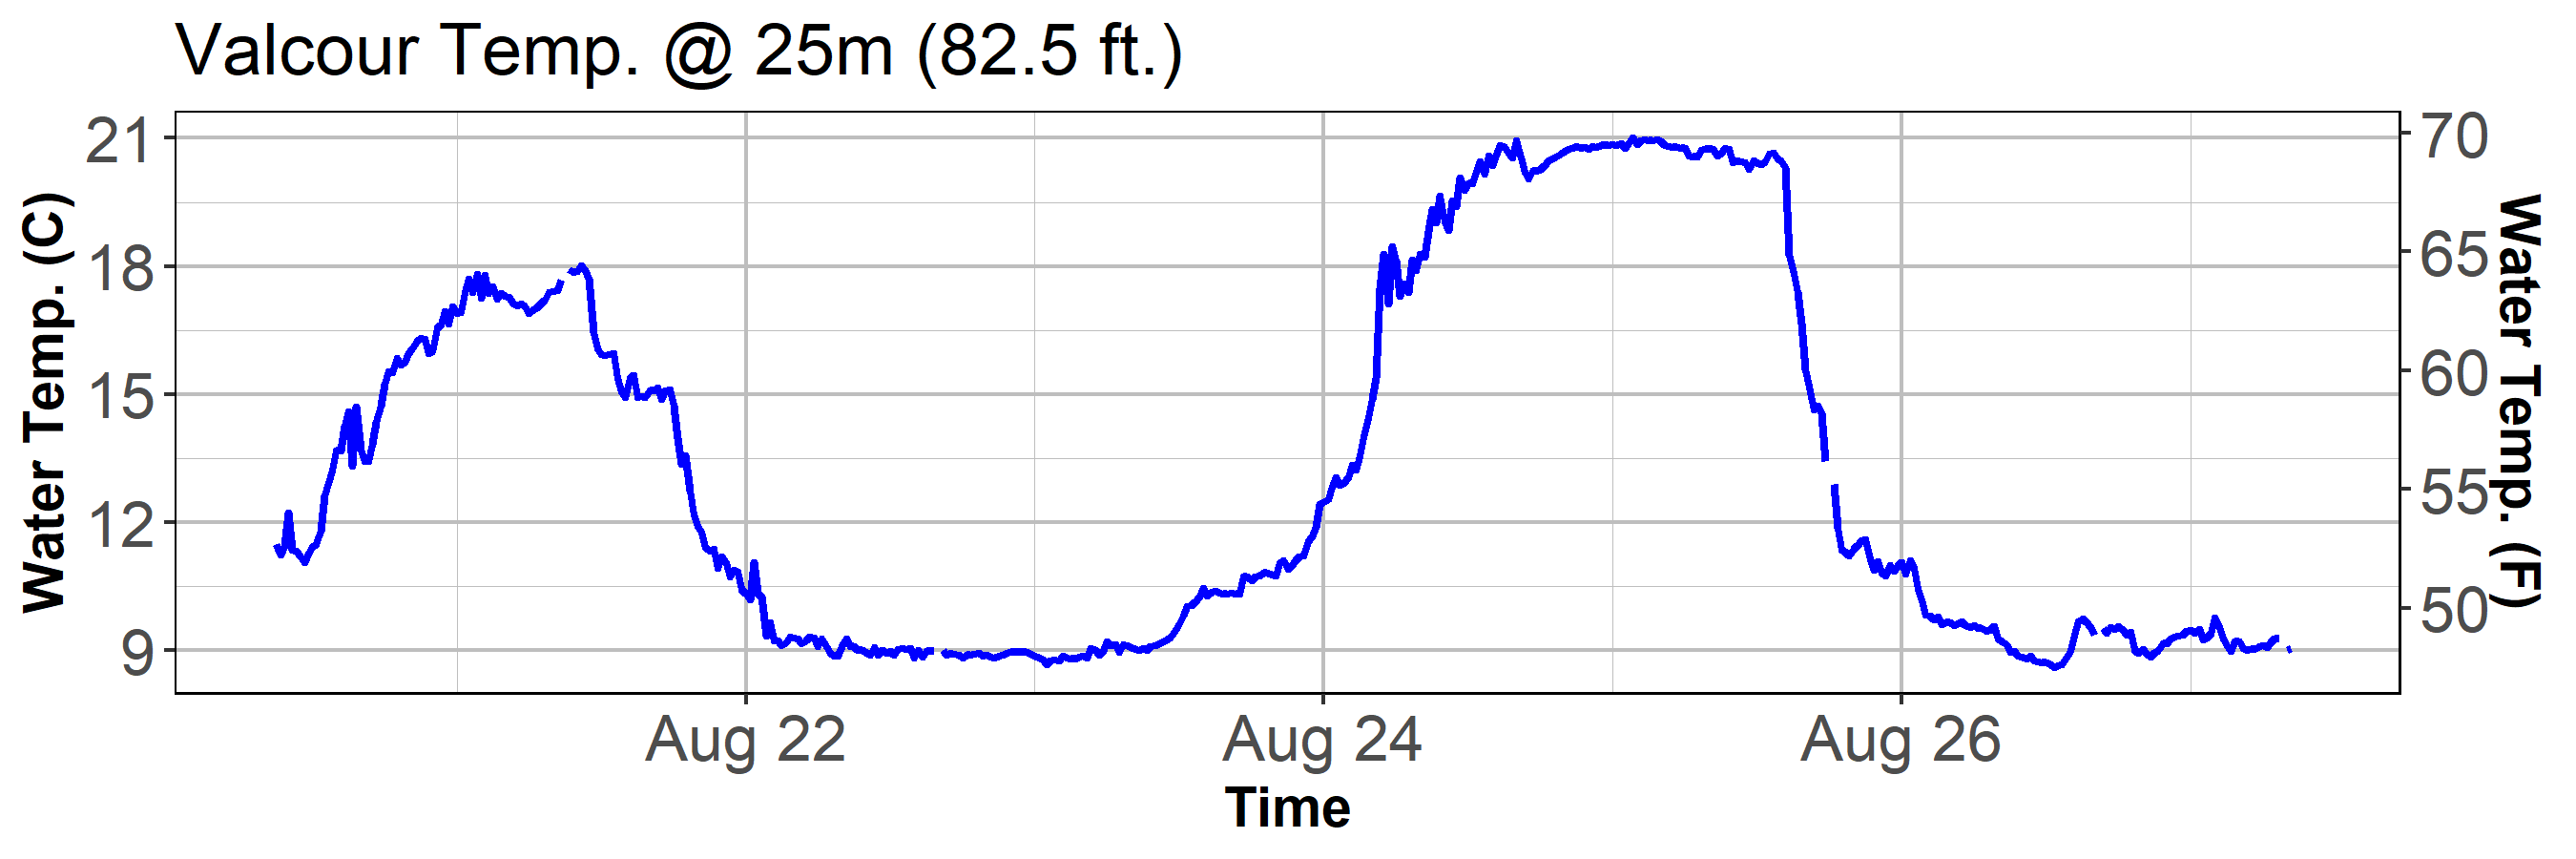 Valcour Temp. @ 25m (82.5 ft.)
Water Temp. (C)
21
18
15
12
9
70
65
60
55
50
Water Temp. (F)
Aug 22 Aug 24 Aug 26
Time